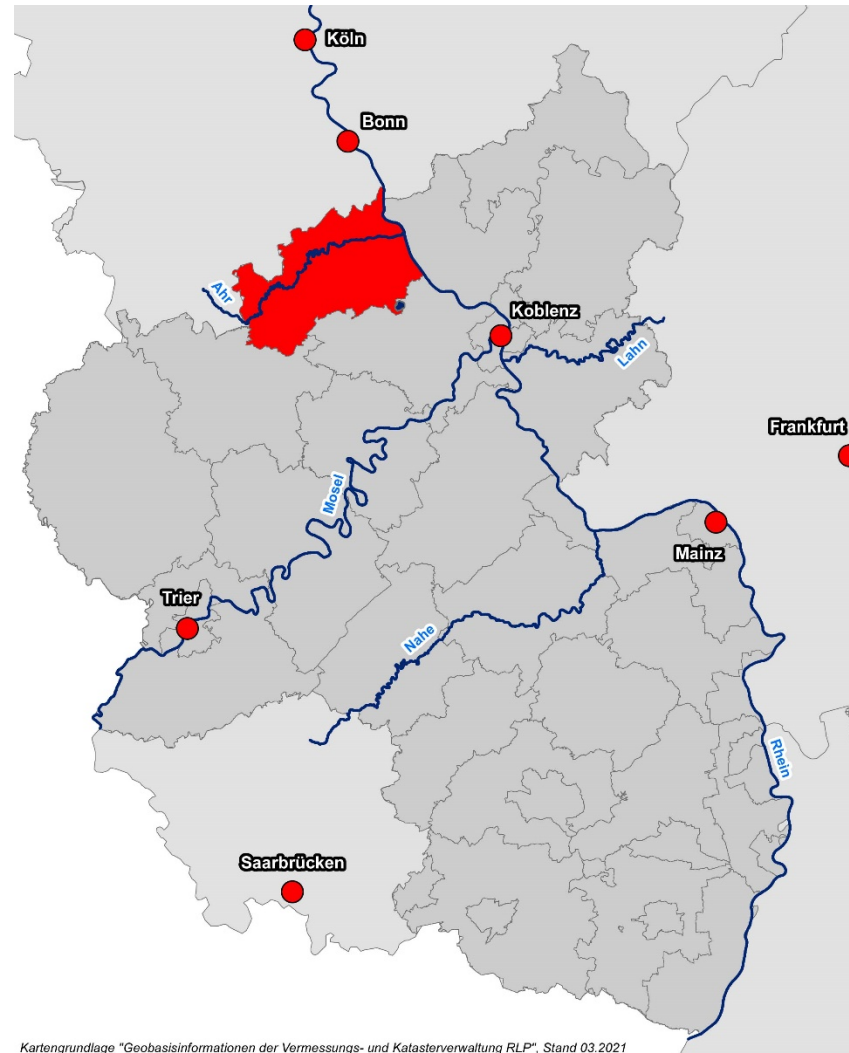 Köln
Bonn
Ahr
Koblenz
Lahn
Frankfurt
Mosel
Mainz
Trier
Nahe
Rhein
Saarbrücken
Kartengrundlage "Geobasisinformationen der Vermessungs- und Katasterverwaltung RLP", Stand 03.2021